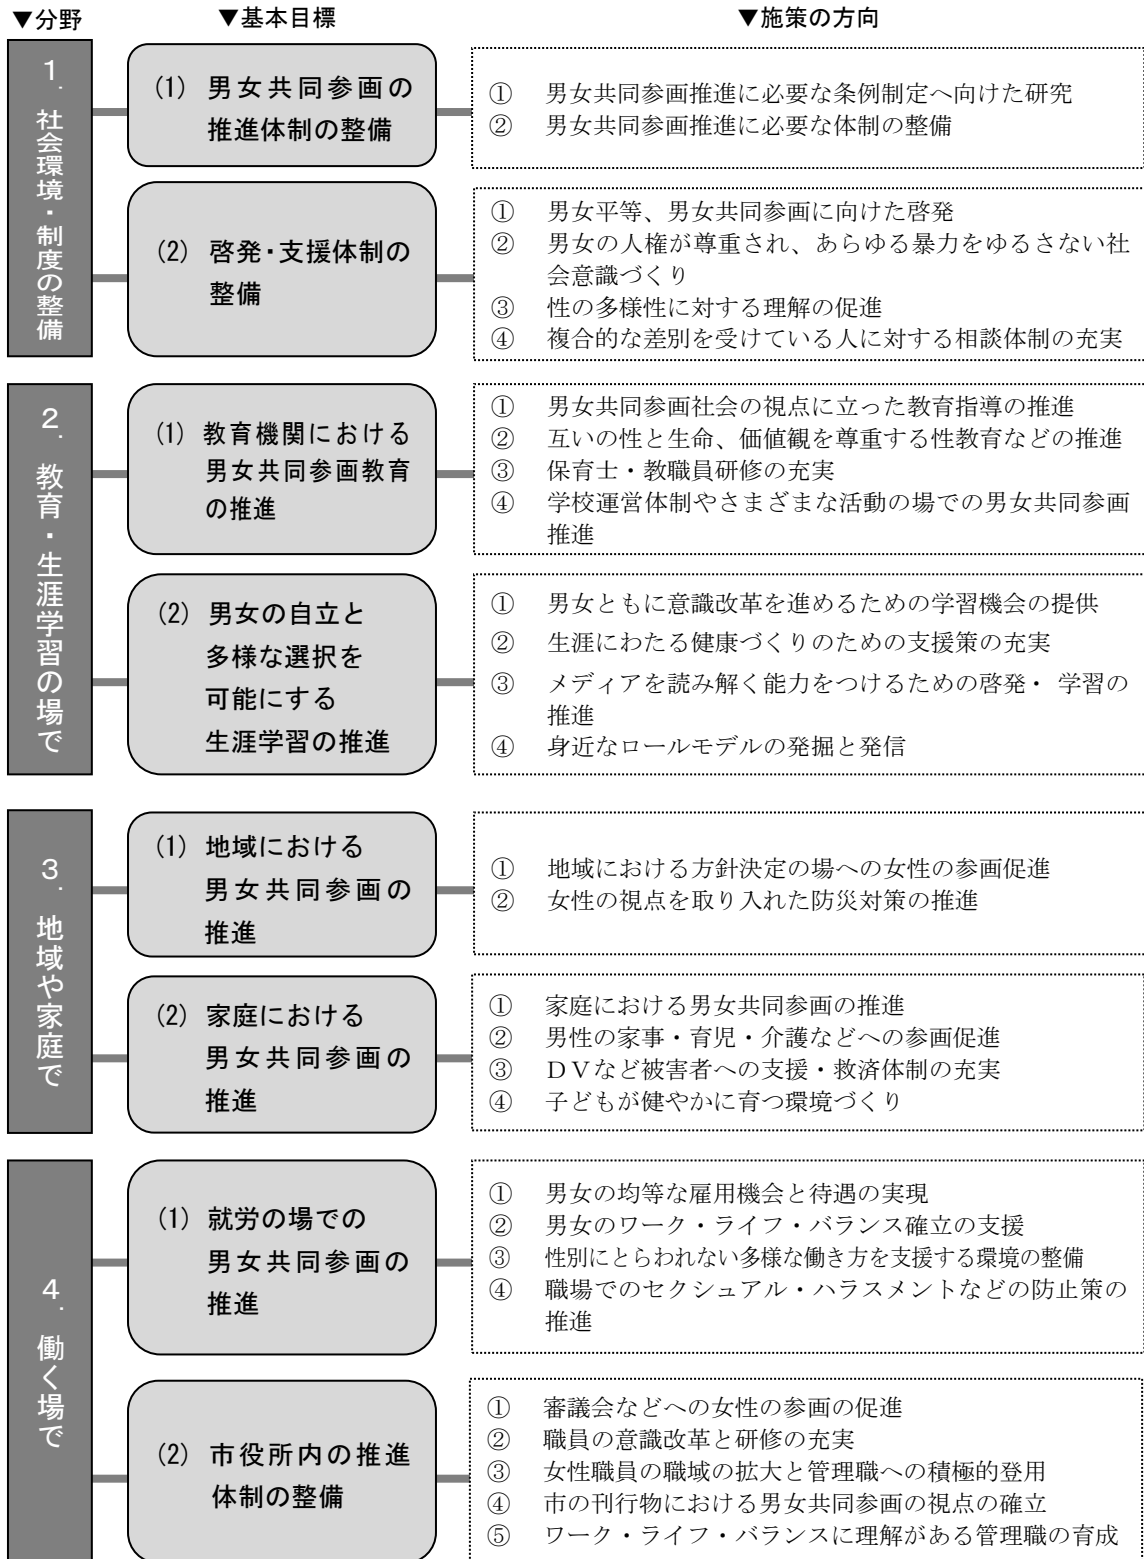 ▼分野
▼基本目標
▼施策の方向
1.社会環境・制度の整備
(1) 男女共同参画の
推進体制の整備
① 男女共同参画推進に必要な条例制定へ向けた研究
② 男女共同参画推進に必要な体制の整備
(2) 啓発・支援体制の
整備
① 男女平等、男女共同参画に向けた啓発
② 男女の人権が尊重され、あらゆる暴力をゆるさない社
会意識づくり
③ 性の多様性に対する理解の促進
④ 複合的な差別を受けている人に対する相談体制の充実
2.教育・生涯学習の場で
(1) 教育機関における
男女共同参画教育
の推進
① 男女共同参画社会の視点に立った教育指導の推進
② 互いの性と生命、価値観を尊重する性教育などの推進
③ 保育士・教職員研修の充実
④ 学校運営体制やさまざまな活動の場での男女共同参画
推進
(2) 男女の自立と
多様な選択を
可能にする
生涯学習の推進
① 男女ともに意識改革を進めるための学習機会の提供
② 生涯にわたる健康づくりのための支援策の充実
③ メディアを読み解く能力をつけるための啓発・ 学習の
推進
④ 身近なロールモデルの発掘と発信
3.地域や家庭で
(1) 地域における
男女共同参画の
推進
① 地域における方針決定の場への女性の参画促進
② 女性の視点を取り入れた防災対策の推進
(2) 家庭における
男女共同参画の
推進
① 家庭における男女共同参画の推進
② 男性の家事・育児・介護などへの参画促進
③ DVなど被害者への支援・救済体制の充実
④ 子どもが健やかに育つ環境づくり
4.働く場で
(1) 就労の場での
男女共同参画の
推進
① 男女の均等な雇用機会と待遇の実現
② 男女のワーク・ライフ・バランス確立の支援
③ 性別にとらわれない多様な働き方を支援する環境の整備
④ 職場でのセクシュアル・ハラスメントなどの防止策の
推進
(2) 市役所内の推進
体制の整備
① 審議会などへの女性の参画の促進
② 職員の意識改革と研修の充実
③ 女性職員の職域の拡大と管理職への積極的登用
④ 市の刊行物における男女共同参画の視点の確立
⑤ ワーク・ライフ・バランスに理解がある管理職の育成